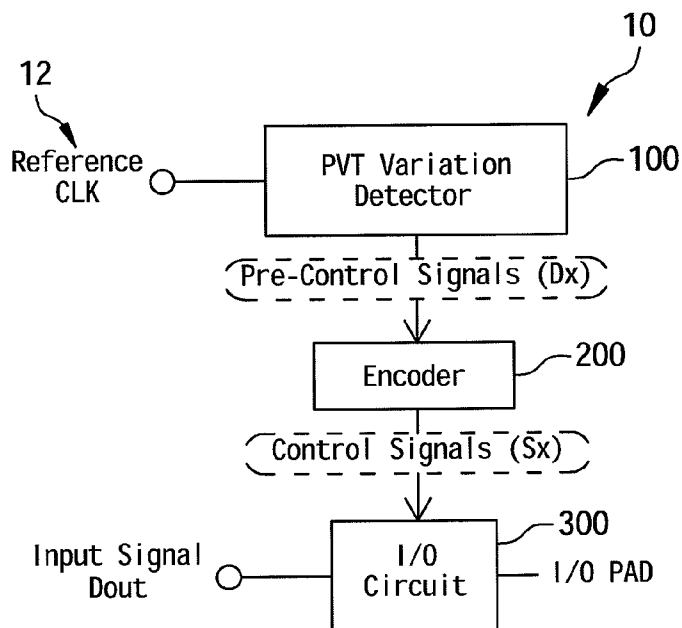 10
12
Reference
CLK
PVT Variation
Detector
100
Pre-Control Signals (Dx)
Encoder
200
Control Signals (Sx)
300
Input Signal
Dout
I/O
Circuit
I/O PAD